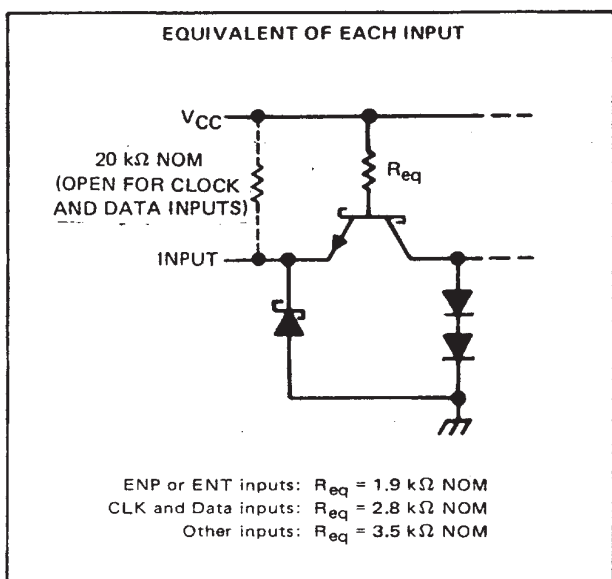 EQUIVALENT OF EACH INPUT
VCC
20 kΩ NOM
(OPEN FOR CLOCK
AND DATA INPUTS)
Req
INPUT
ENP or ENT inputs: Req = 1.9 kΩ NOM
CLK and Data inputs: Req = 2.8 kΩ NOM
Other inputs: Req = 3.5 kΩ NOM